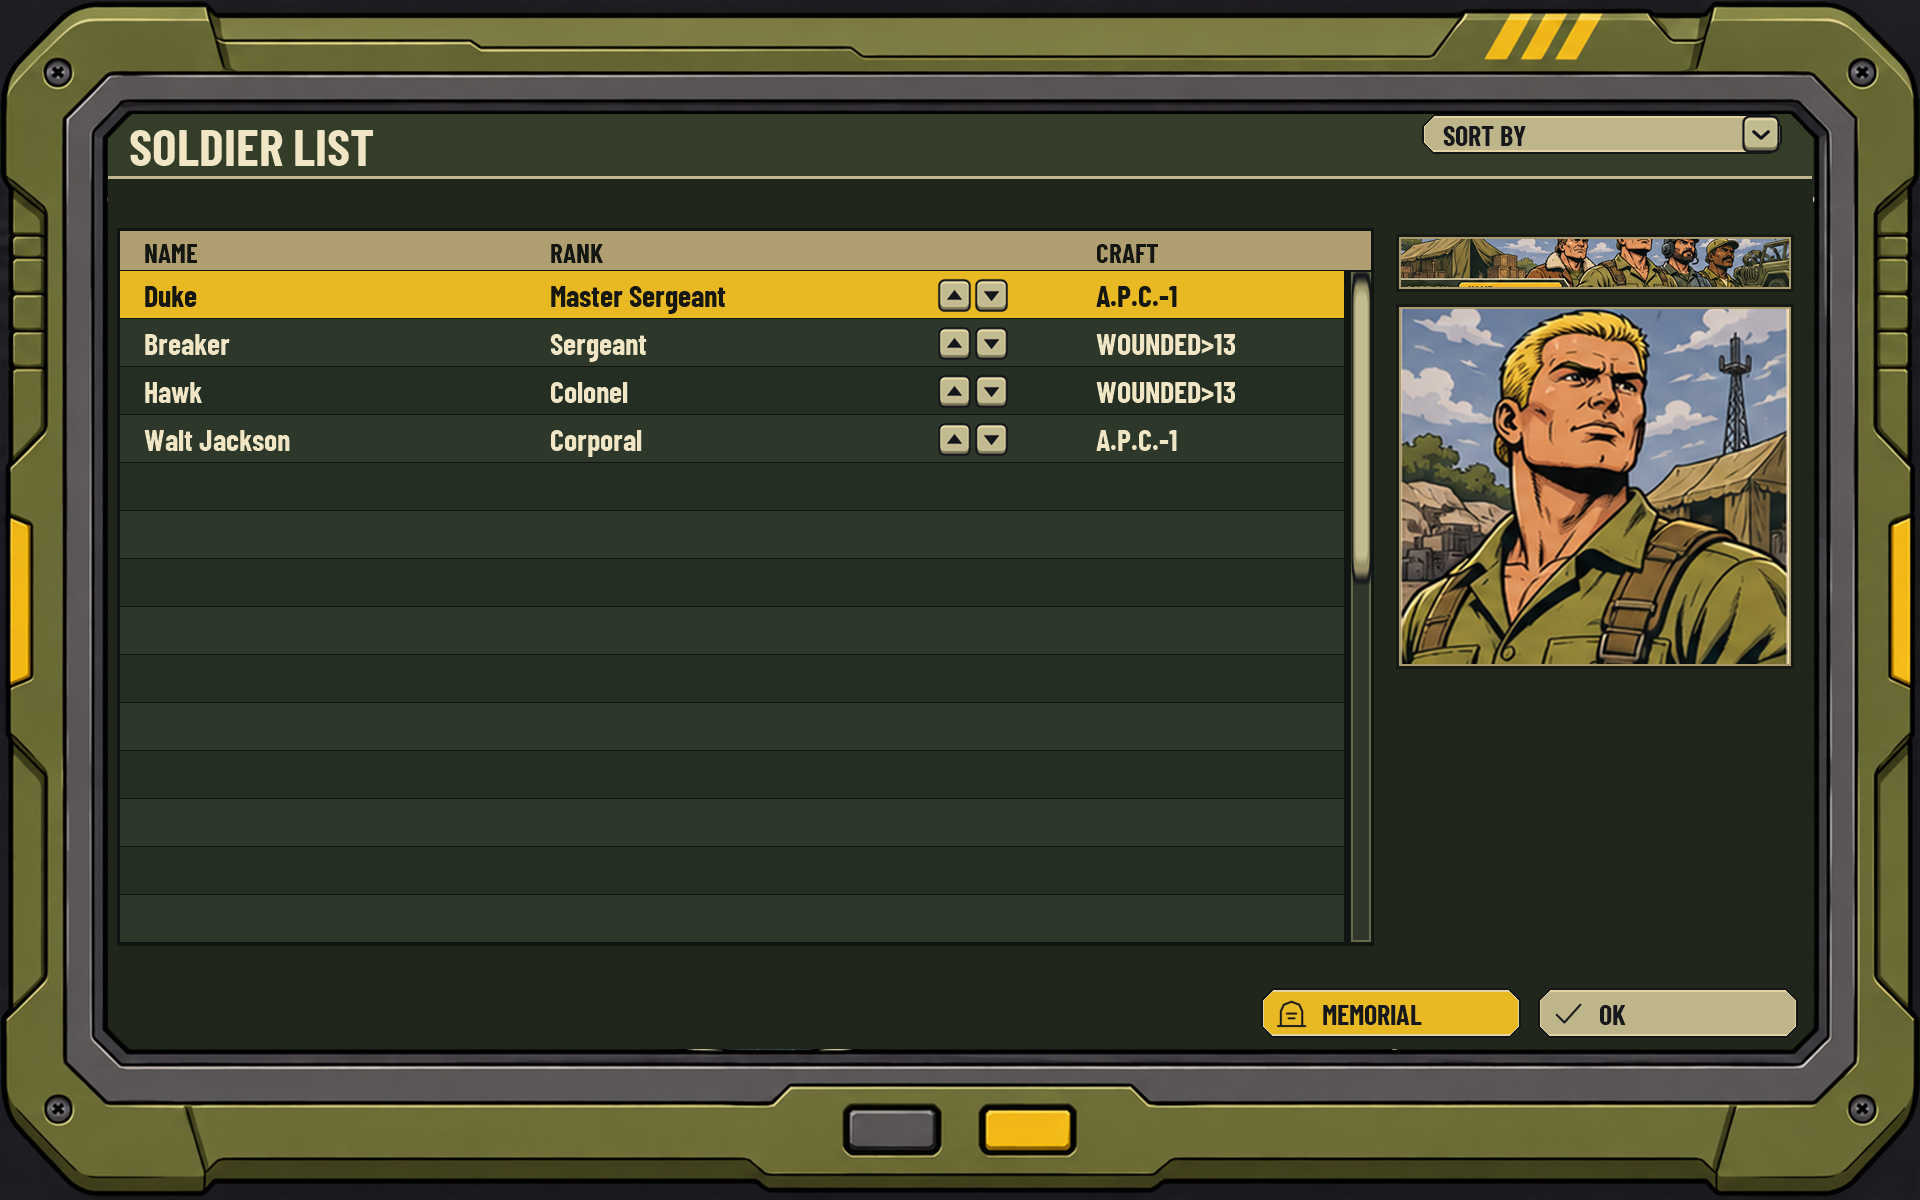 SOLDIER LIST
SORT BY
NAME RANK CRAFT
Duke Master Sergeant A.P.C.-1
Breaker Sergeant WOUNDED>13
Hawk Colonel WOUNDED>13
Walt Jackson Corporal A.P.C.-1
MEMORIAL
OK